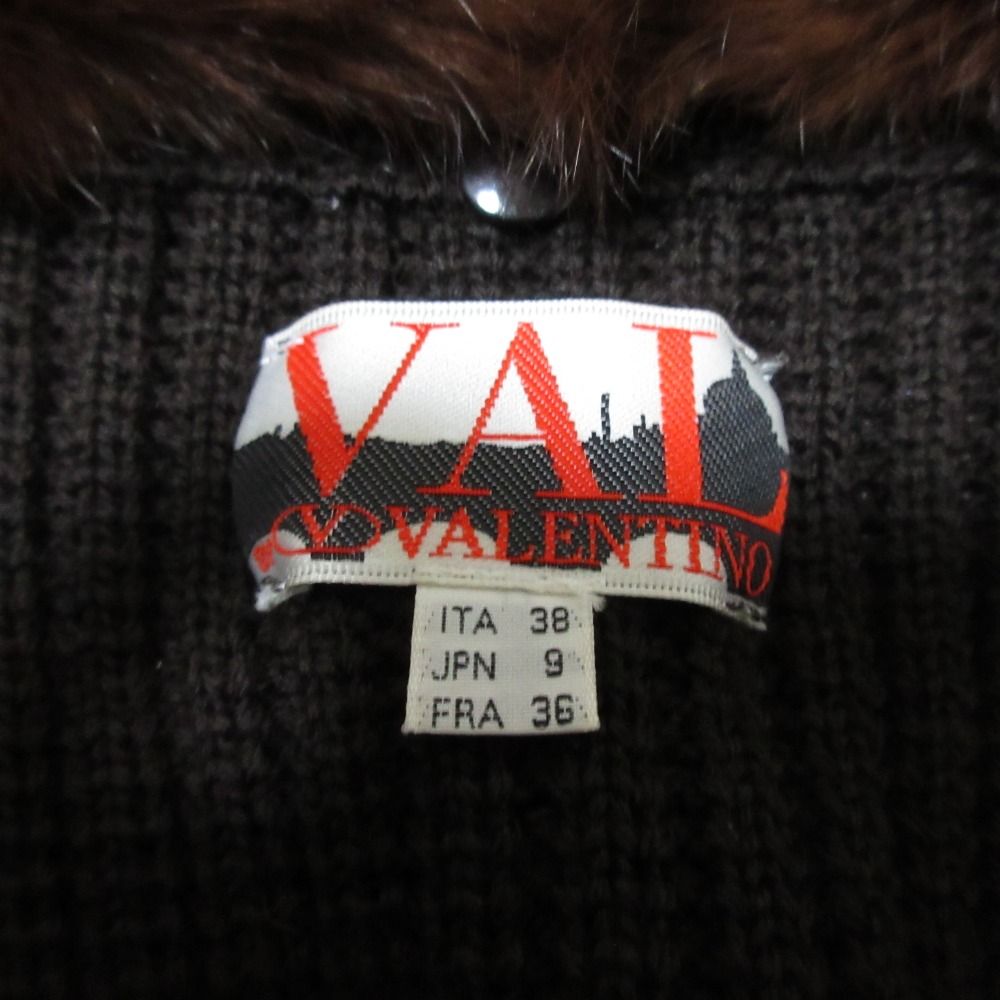 VAL
V VALENTINO
ITA 38
JPN 9
FRA 36